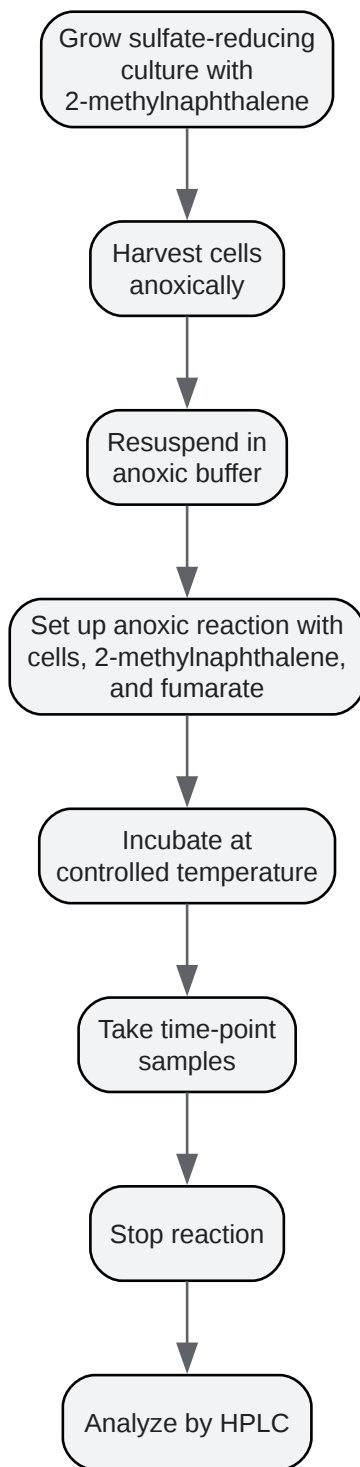 Grow sulfate-reducing
culture with
2-methylnaphthalene
Harvest cells
anoxically
Resuspend in
anoxic buffer
Set up anoxic reaction with
cells, 2-methylnaphthalene,
and fumarate
Incubate at
controlled temperature
Take time-point
samples
Stop reaction
Analyze by HPLC